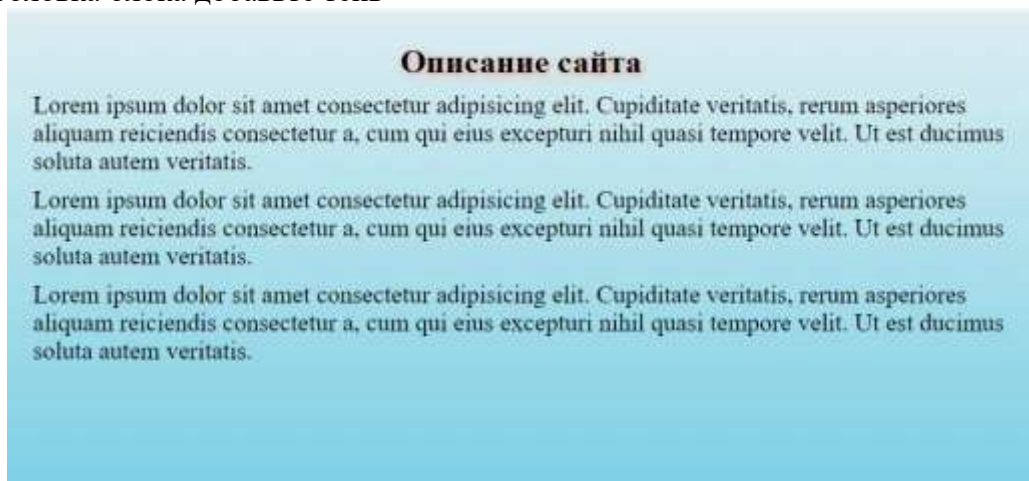 Описание сайта
Lorem ipsum dolor sit amet consectetur adipisicing elit. Cupiditate veritatis, rerum asperiores
aliquam reiciendis consectetur a, cum qui eius excepturi nihil quasi tempore velit. Ut est ducimus
soluta autem veritatis.
Lorem ipsum dolor sit amet consectetur adipisicing elit. Cupiditate veritatis, rerum asperiores
aliquam reiciendis consectetur a, cum qui eius excepturi nihil quasi tempore velit. Ut est ducimus
soluta autem veritatis.
Lorem ipsum dolor sit amet consectetur adipisicing elit. Cupiditate veritatis, rerum asperiores
aliquam reiciendis consectetur a, cum qui eius excepturi nihil quasi tempore velit. Ut est ducimus
soluta autem veritatis.